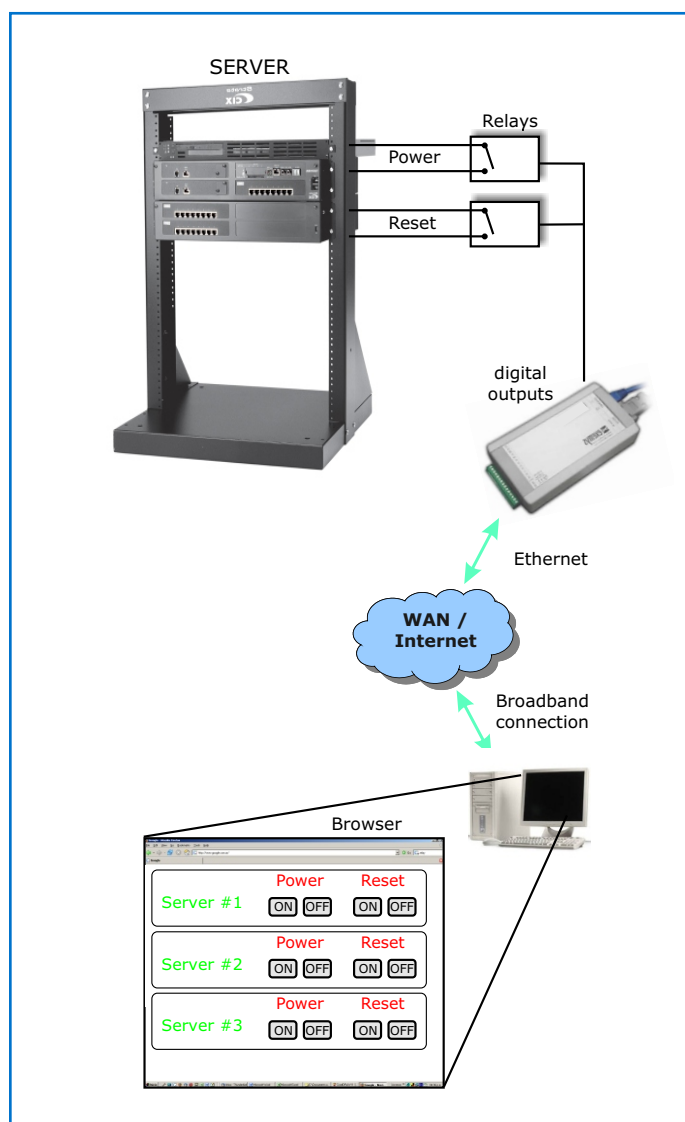 SERVER
CIX
Relays
Power
Reset
digital
outputs
Ethernet
WAN /
Internet
Broadband
connection
Browser
Power Reset
Server #1 ON OFF ON OFF
Power Reset
Server #2 ON OFF ON OFF
Power Reset
Server #3 ON OFF ON OFF